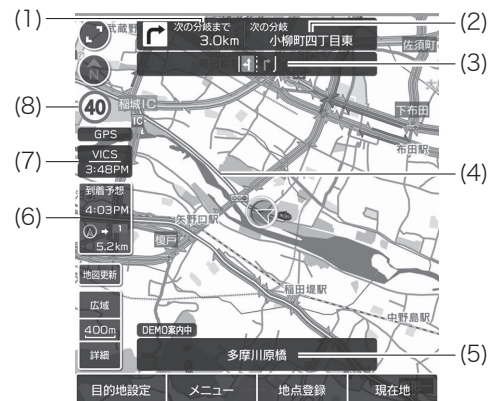 (1)
(2)
武蔵野
次の分岐まで
3.0km
次の分岐
小柳町四丁目東
佐須町
(3)
N
(8)
40
稲城IC
IC
下布田
布田駅
GPS
(7)
VICS
3:48PM
(4)
到着予想
4:03PM
(6)
A → 1
5.2km
矢野口駅
榎戸
地図更新
稲田堤駅
広域
400m
詳細
中野島駅
DEMO案内中
多摩川原橋
(5)
目的地設定
メニュー
地点登録
現在地